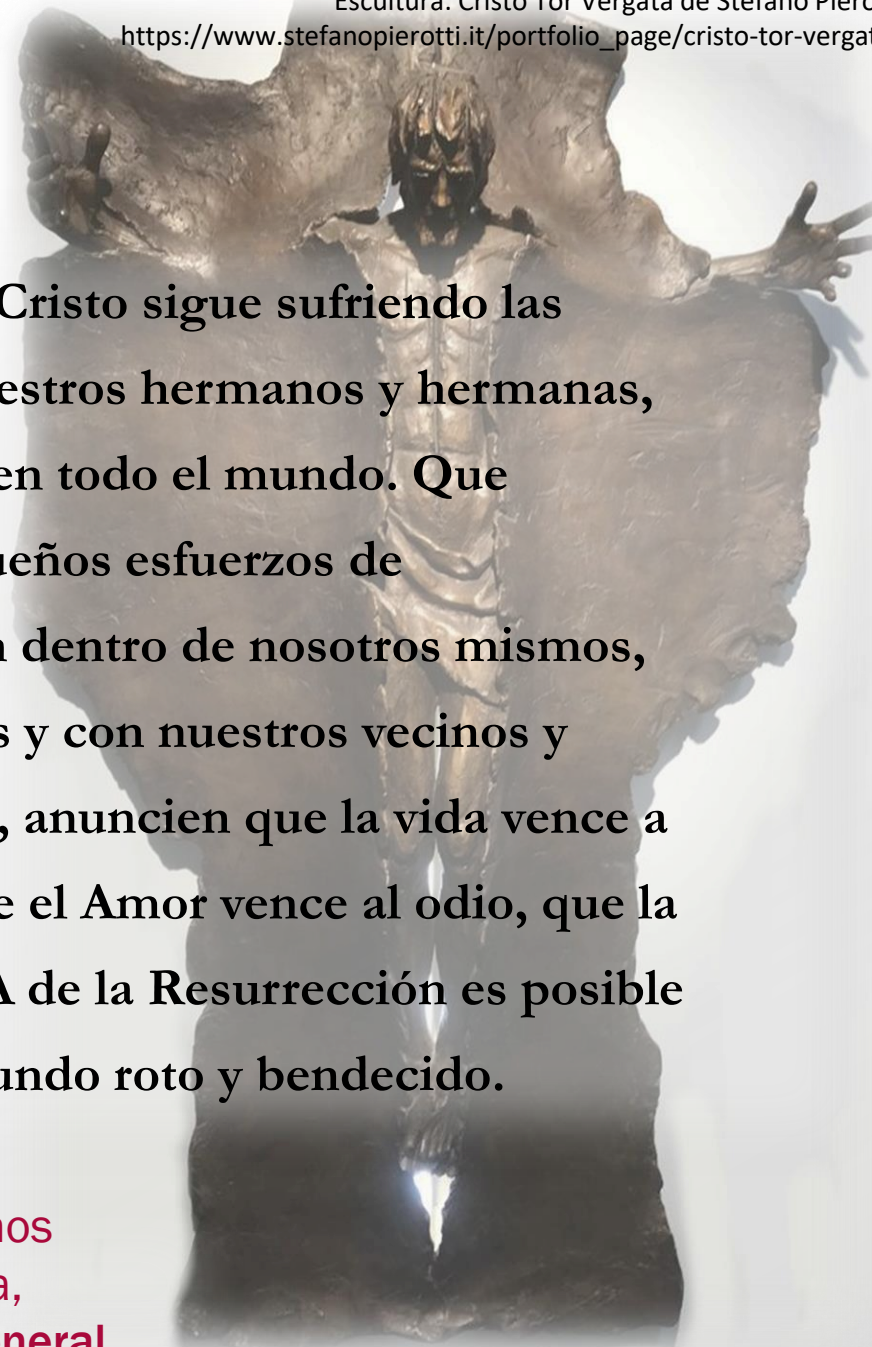 Escultura: Cristo Tor Vergata de Stefano Piero
https://www.stefanopierotti.it/portfolio_page/cristo-tor-vergat
Cristo sigue sufriendo las
estros hermanos y hermanas,
en todo el mundo. Que
ueños esfuerzos de
n dentro de nosotros mismos,
s y con nuestros vecinos y
, anuncien que la vida vence a
e el Amor vence al odio, que la
A de la Resurrección es posible
undo roto y bendecido.
nos
a,
neral